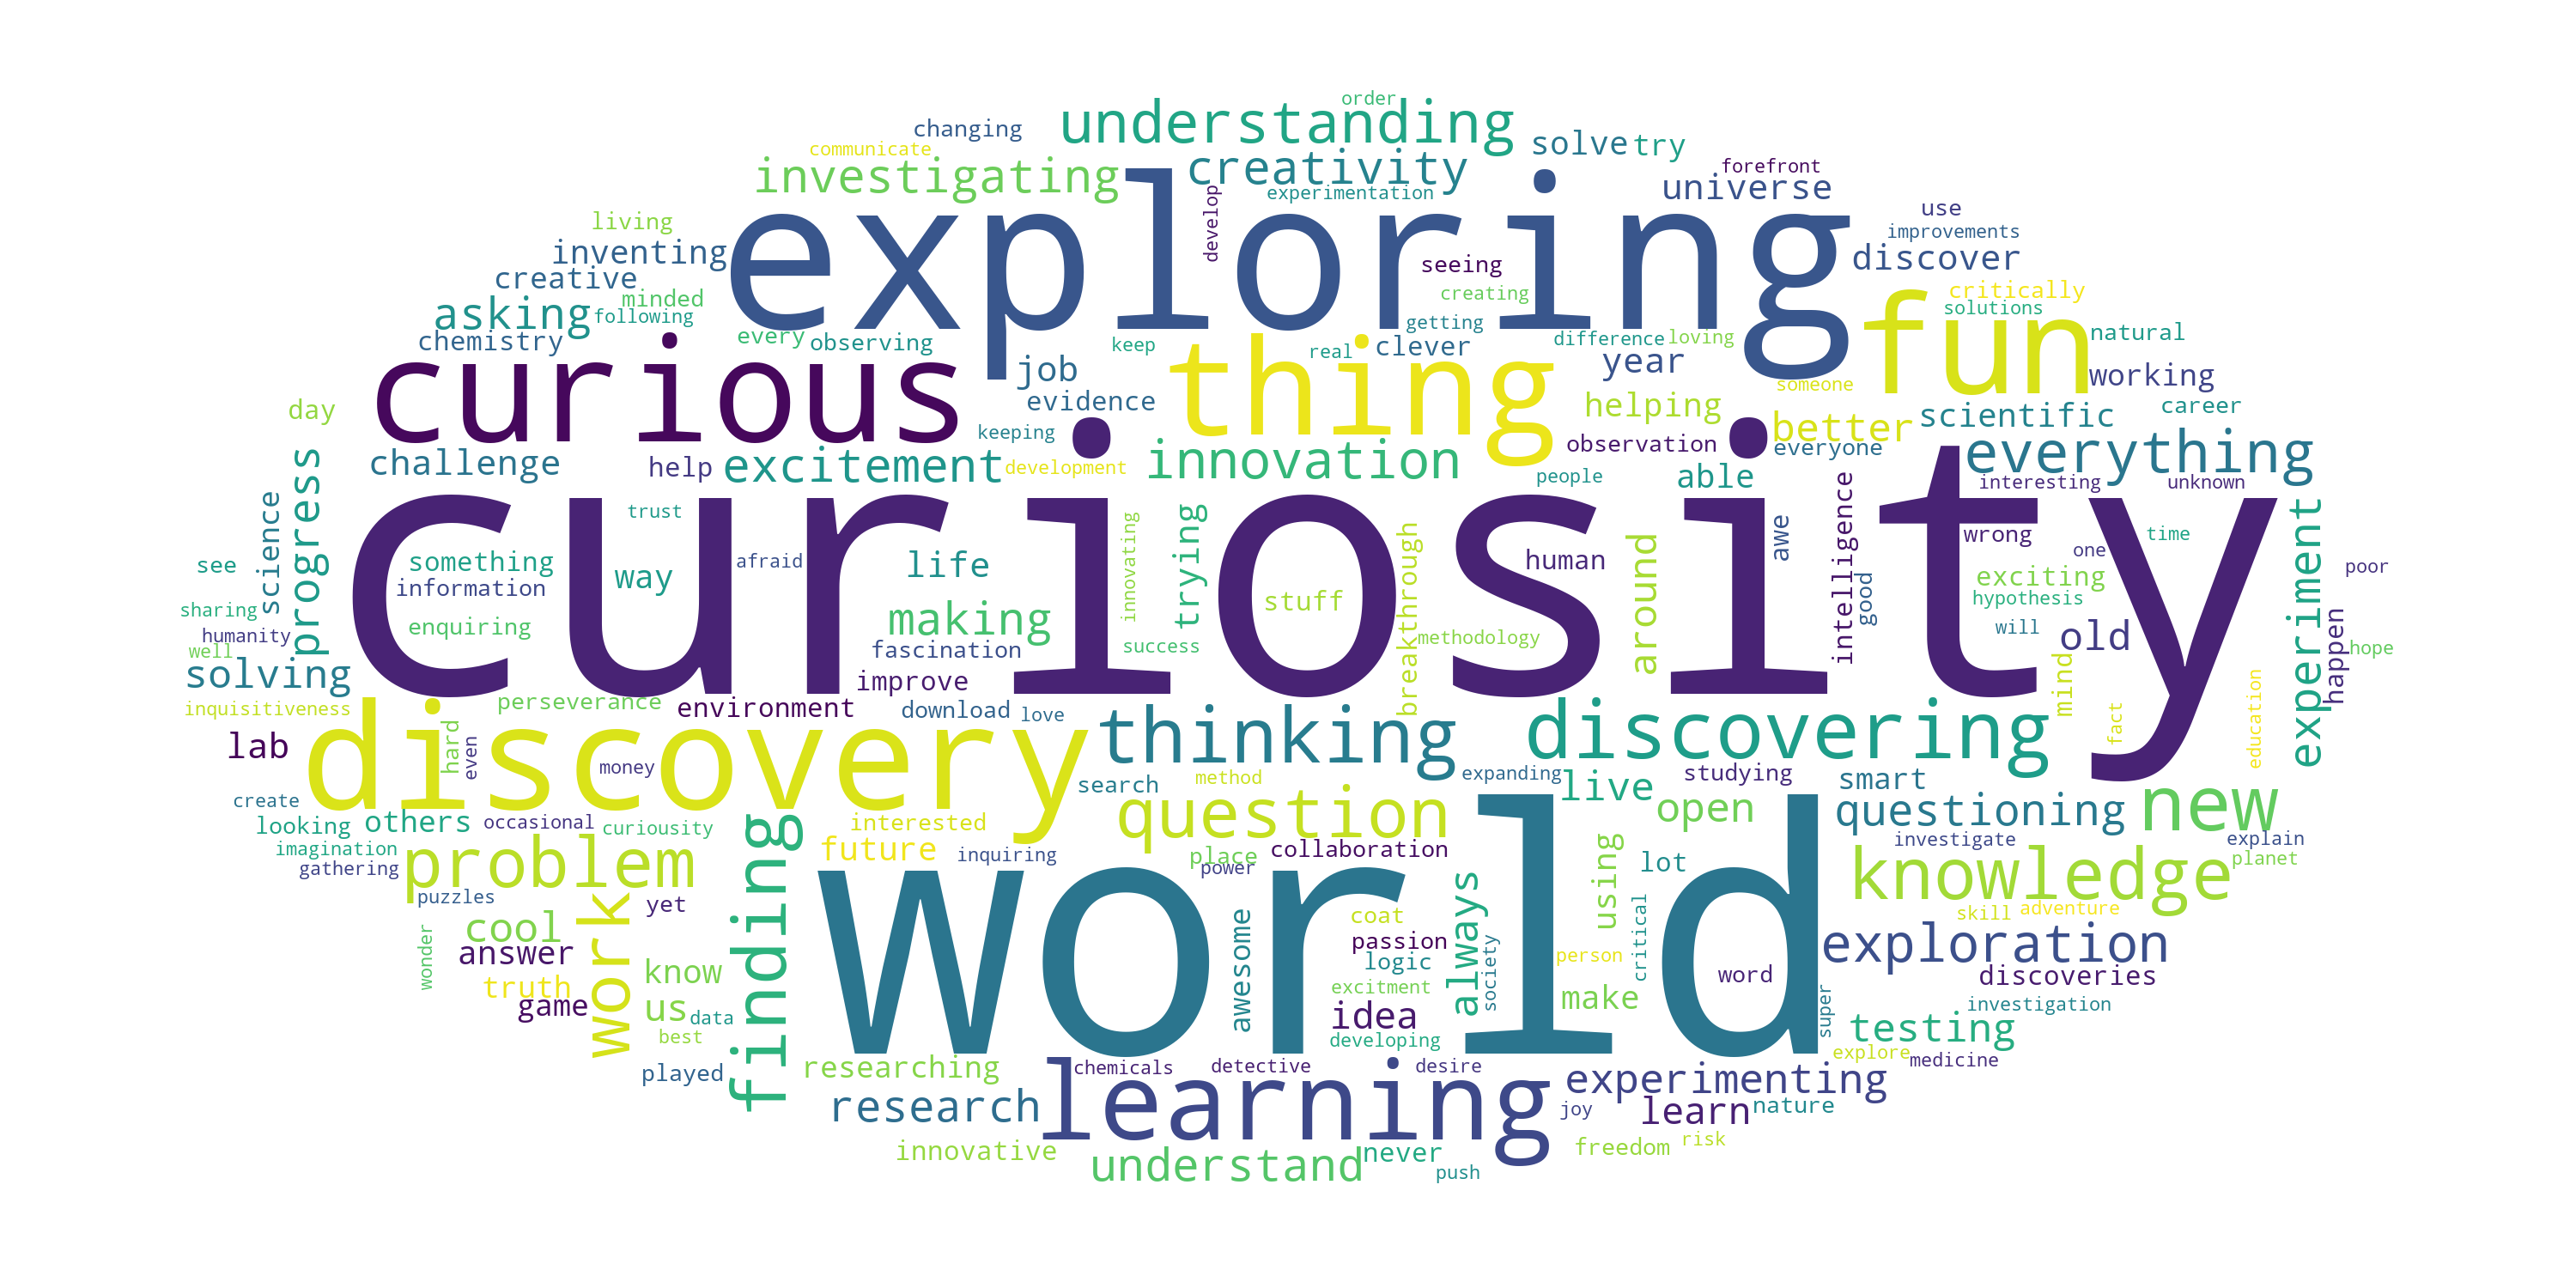 order
understanding
changing
communicate
solve
try
creativity
investigating
forefront
universe
experimentation
develop
exploring
living
use
improvements
inventing
discover
creative
seeing
minded
creating
critically
asking
following
getting
solutions
fun
chemistry
every
observing
keep
real
clever
difference
loving
natural
curious
thing
job
year
someone
working
evidence
helping
day
career
better
scientific
keeping
observation
everyone
everything
challenge
help
excitement
development
innovation
people
able
interesting
unknown
progress
science
trust
curiosity
innovating
trying
breakthrough
human
around
awe
intelligence
good
wrong
one
time
experiment
see
something
way
afraid
life
information
stuff
exciting
poor
hypothesis
sharing
humanity
enquiring
making
success
methodology
will
old
well
fascination
happen
hope
solving
improve
mind
inquisitiveness
perseverance
environment
download
love
fact
education
lab
hard
even
discovery
thinking
discovering
money
search
method
expanding
studying
smart
create
live
looking
others
occasional
curiousity
interested
question
open
questioning
new
imagination
problem
finding
future
inquiring
place
collaboration
power
using
lot
investigate
explain
gathering
knowledge
planet
puzzles
work
yet
world
cool
coat
always
critical
skill
adventure
wonder
answer
awesome
passion
logic
society
person
exploration
truth
know
excitment
word
discoveries
game
us
data
idea
make
super
investigation
best
developing
testing
played
researching
chemicals
detective
desire
explore
medicine
research
learning
experimenting
joy
learn
nature
innovative
never
freedom
risk
understand
push